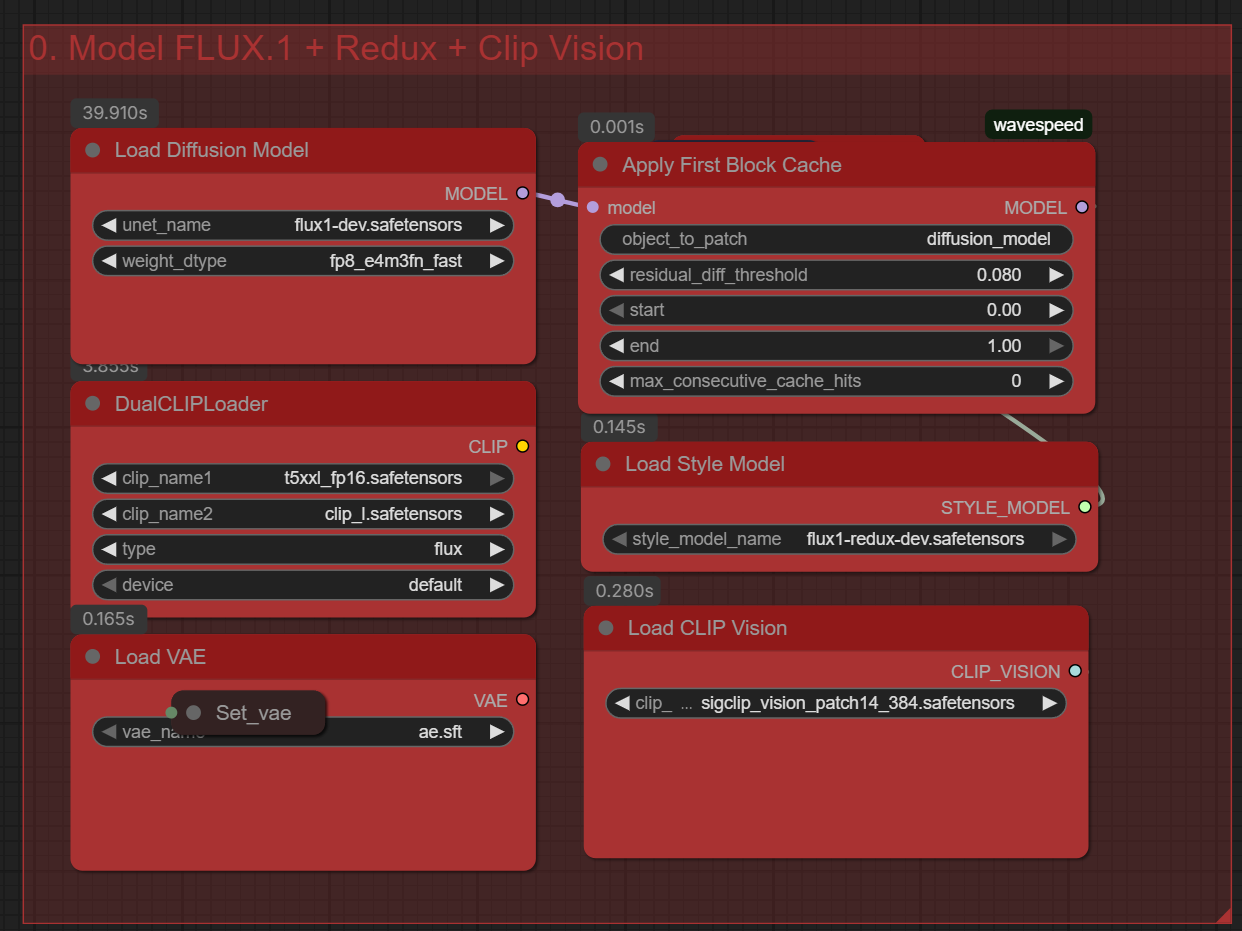 0. Model FLUX.1 + Redux + Clip Vision
39.910s
Load Diffusion Model
MODEL
unet_name flux1-dev.safetensors
weight_dtype fp8_e4m3fn_fast
3.855s
DualCLIPLoader
CLIP
clip_name1 t5xxl_fp16.safetensors
clip_name2 clip_l.safetensors
type flux
device default
0.165s
Load VAE
VAE
Set_vae
vae_name ae.sft
0.001s
wavespeed
Apply First Block Cache
model MODEL
object_to_patch diffusion_model
residual_diff_threshold 0.080
start 0.00
end 1.00
max_consecutive_cache_hits 0
0.145s
Load Style Model
STYLE_MODEL
style_model_name flux1-redux-dev.safetensors
0.280s
Load CLIP Vision
CLIP_VISION
clip_ ... sigclip_vision_patch14_384.safetensors